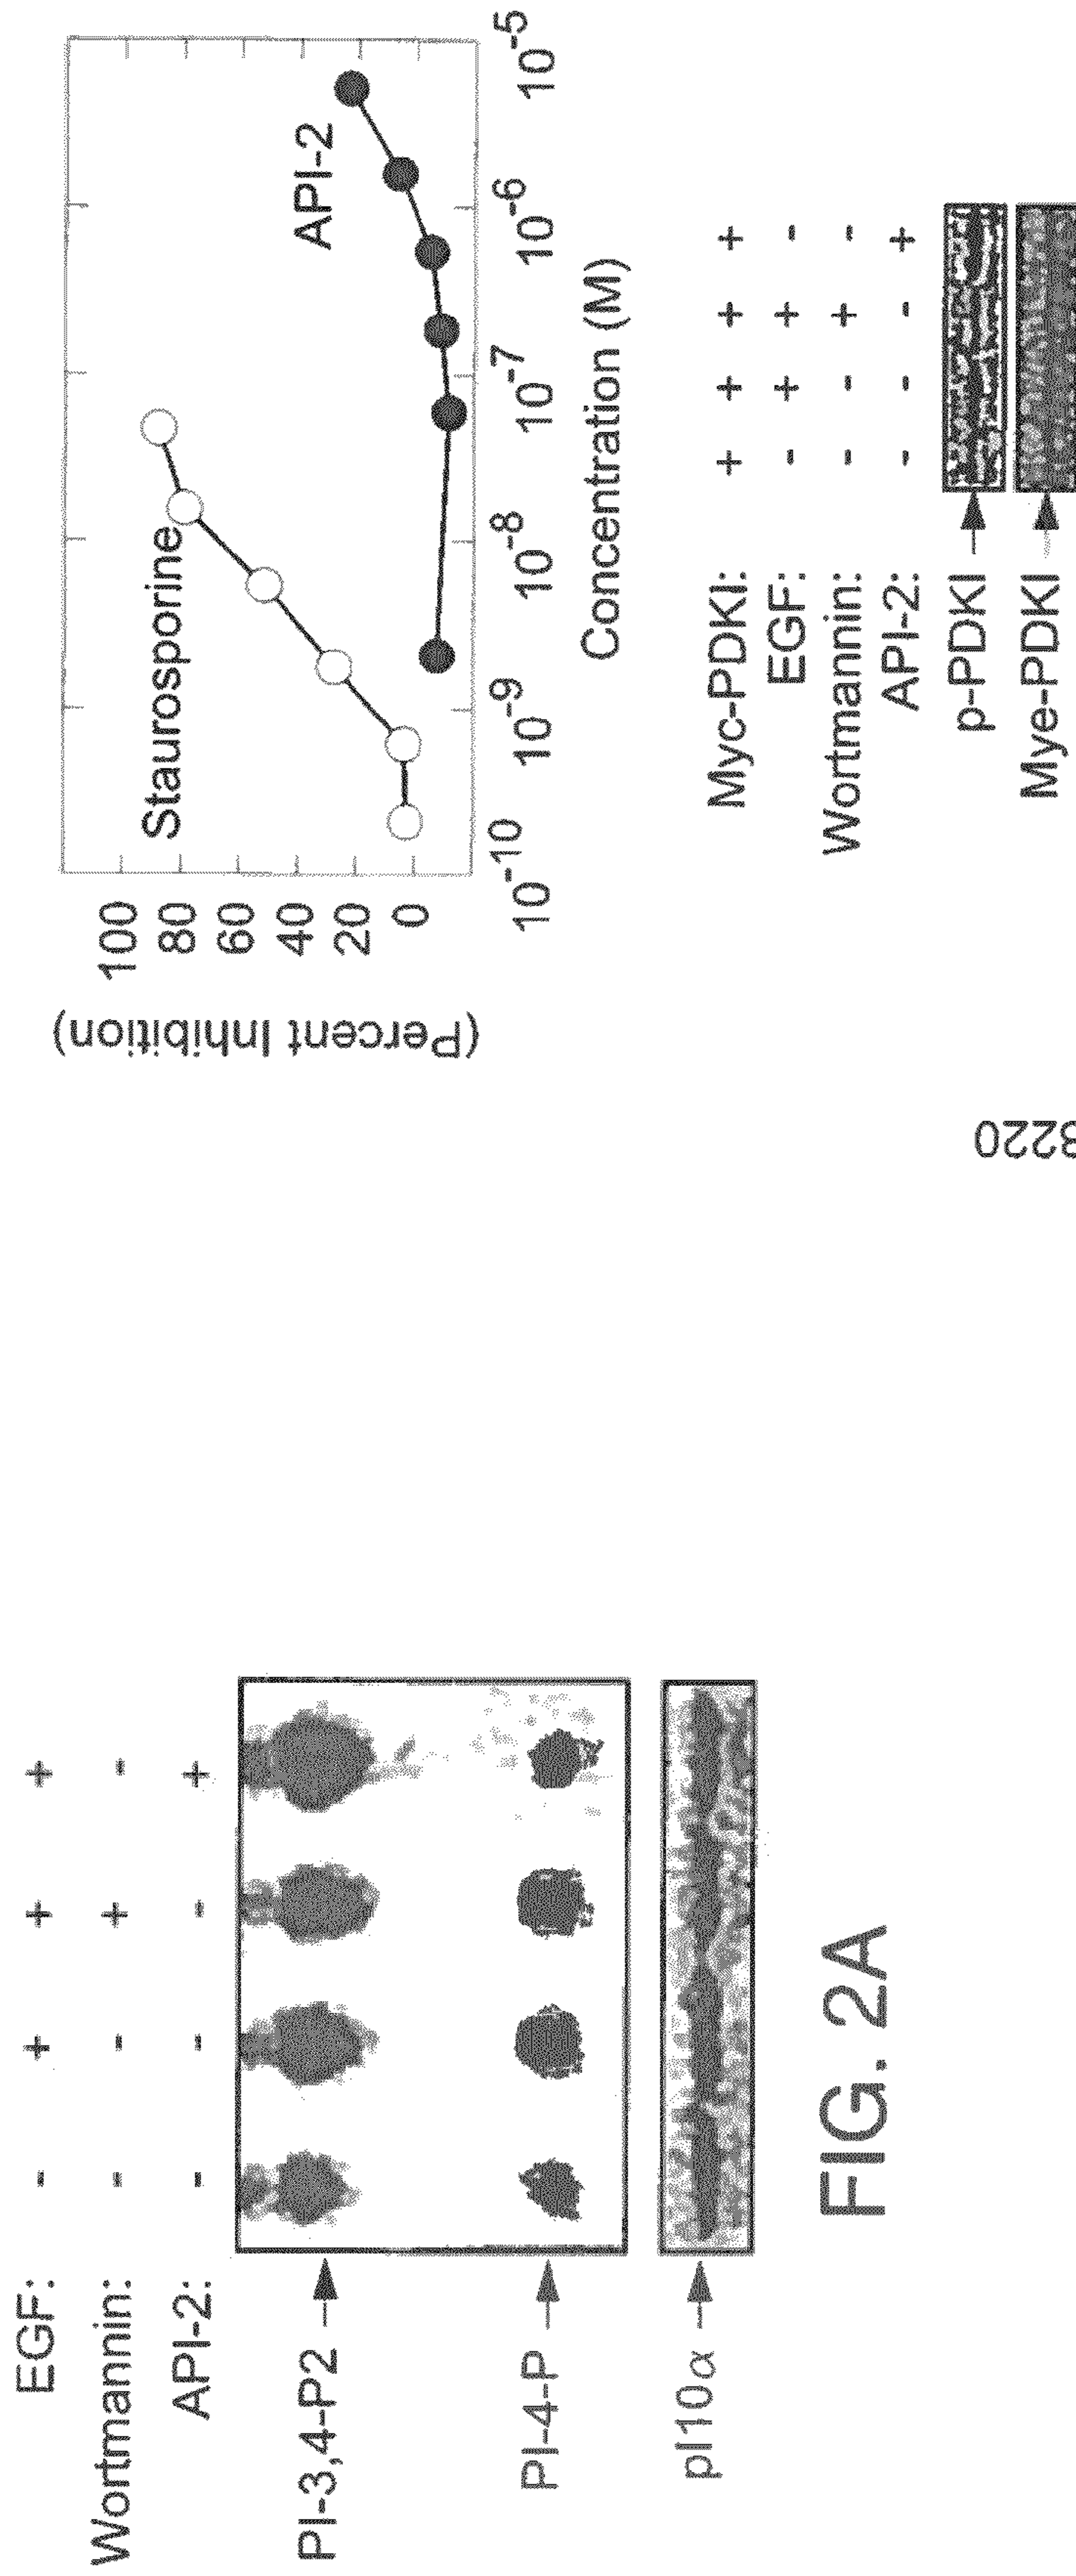 EGF: - + + +
Wortmannin: - - + -
API-2: - - - +
PI-3,4-P2
PI-4-P
pI10α
FIG. 2A
(Percent Inhibition)
100
80
60
40
20
0
Staurosporine
API-2
10-10 10-9 10-8 10-7 10-6 10-5
Concentration (M)
Myc-PDKI: + + + +
EGF: - + + -
Wortmannin: - - + -
API-2: - - - +
p-PDKI
Mye-PDKI
3220